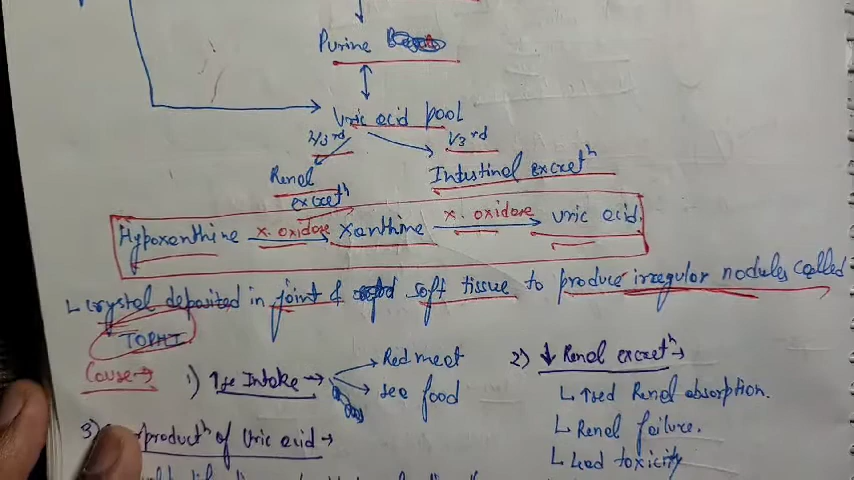 Purine
Uric acid pool
2/3rd 1/3rd
Renal excretⁿ
Intestinal excretⁿ
Hypoxanthine x. oxidase Xanthine x. oxidase uric acid
crystal deposited in joint & soft tissue to produce irregular nodules called
TOPHI
Cause→
1) ↑se Intake → Red meat
see food
2) ↓ Renal excretⁿ→
↑sed Renal absorption.
Renal failure.
Lead toxicity
3) productⁿ of Uric acid →